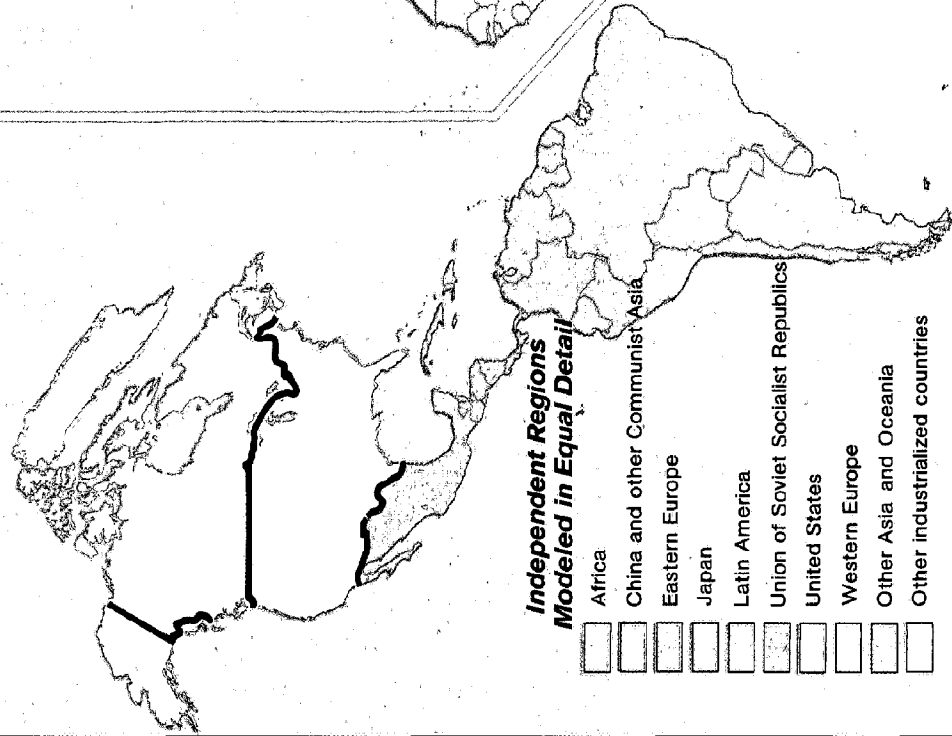 Independent Regions
Modeled in Equal Detail
Africa
China and other Communist Asia
Eastern Europe
Japan
Latin America
Union of Soviet Socialist Republics
United States
Western Europe
Other Asia and Oceania
Other industrialized countries